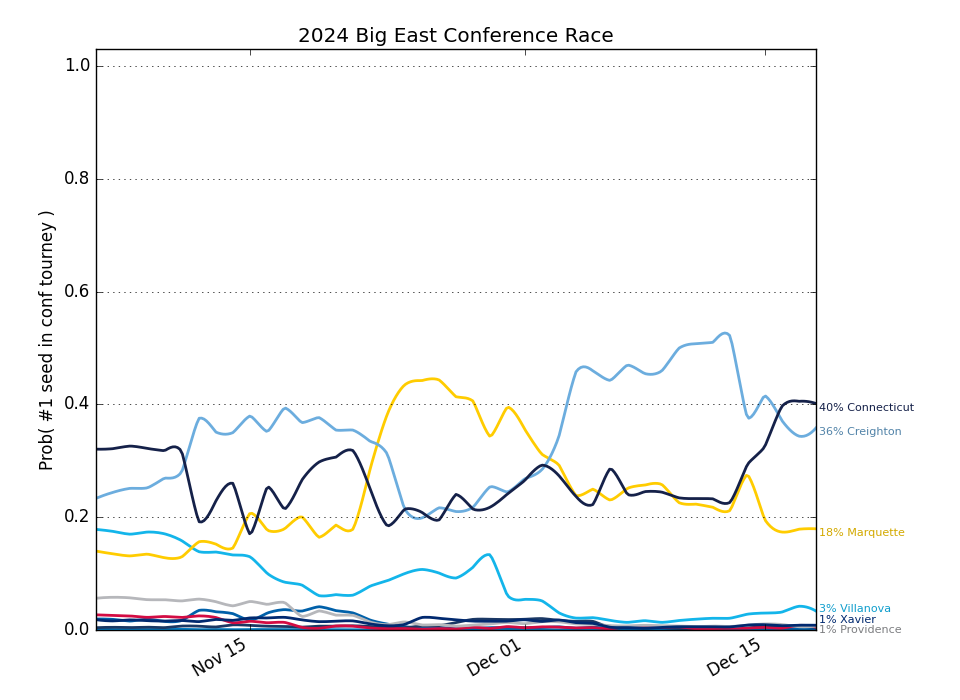 2024 Big East Conference Race
Prob( #1 seed in conf tourney )
1.0
0.8
0.6
0.4
0.2
0.0
Nov 15
Dec 01
Dec 15
40% Connecticut
36% Creighton
18% Marquette
3% Villanova
1% Xavier
1% Providence